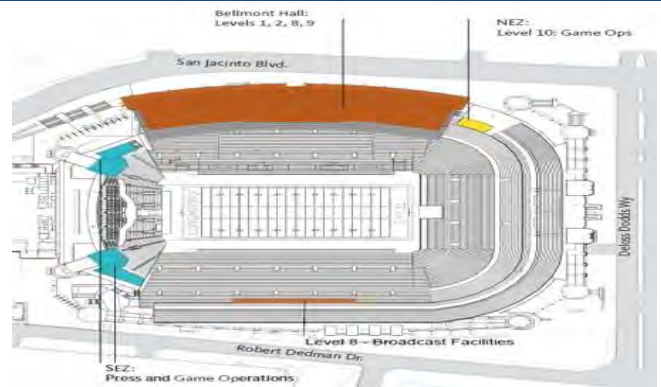 Bellmont Hall:
Levels 1, 2, 8, 9
NEZ:
Level 10: Game Ops
San Jacinto Blvd.
Deloss Dodds Wy
Level 8 - Broadcast Facilities
Robert Dedman Dr.
SEZ:
Press and Game Operations